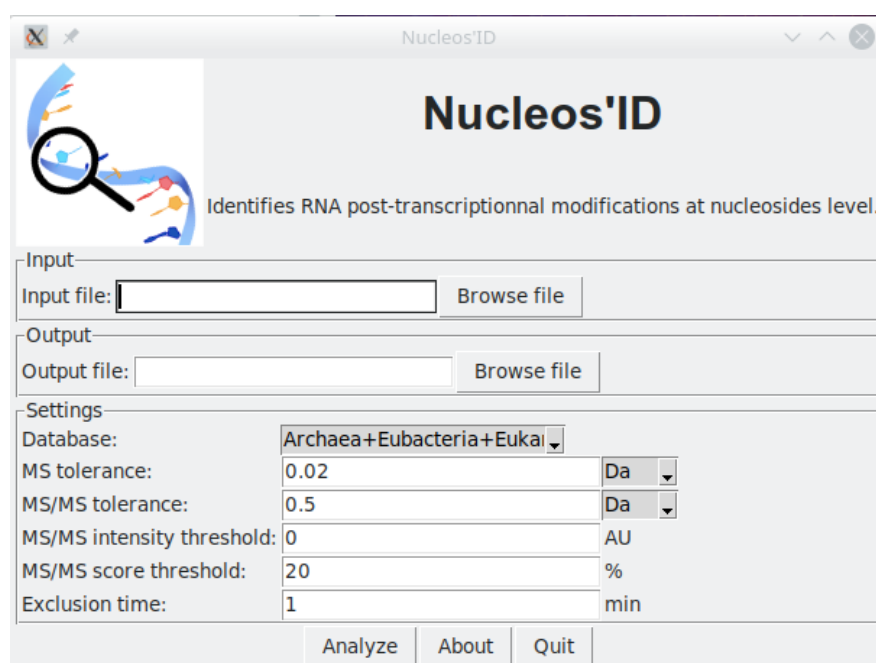 Nucleos'ID
Nucleos'ID
Identifies RNA post-transcriptionnal modifications at nucleosides level.
Input
Input file: Browse file
Output
Output file: Browse file
Settings
Database: Archaea+Eubacteria+Eukar
MS tolerance: 0.02 Da
MS/MS tolerance: 0.5 Da
MS/MS intensity threshold: 0 AU
MS/MS score threshold: 20 %
Exclusion time: 1 min
Analyze About Quit